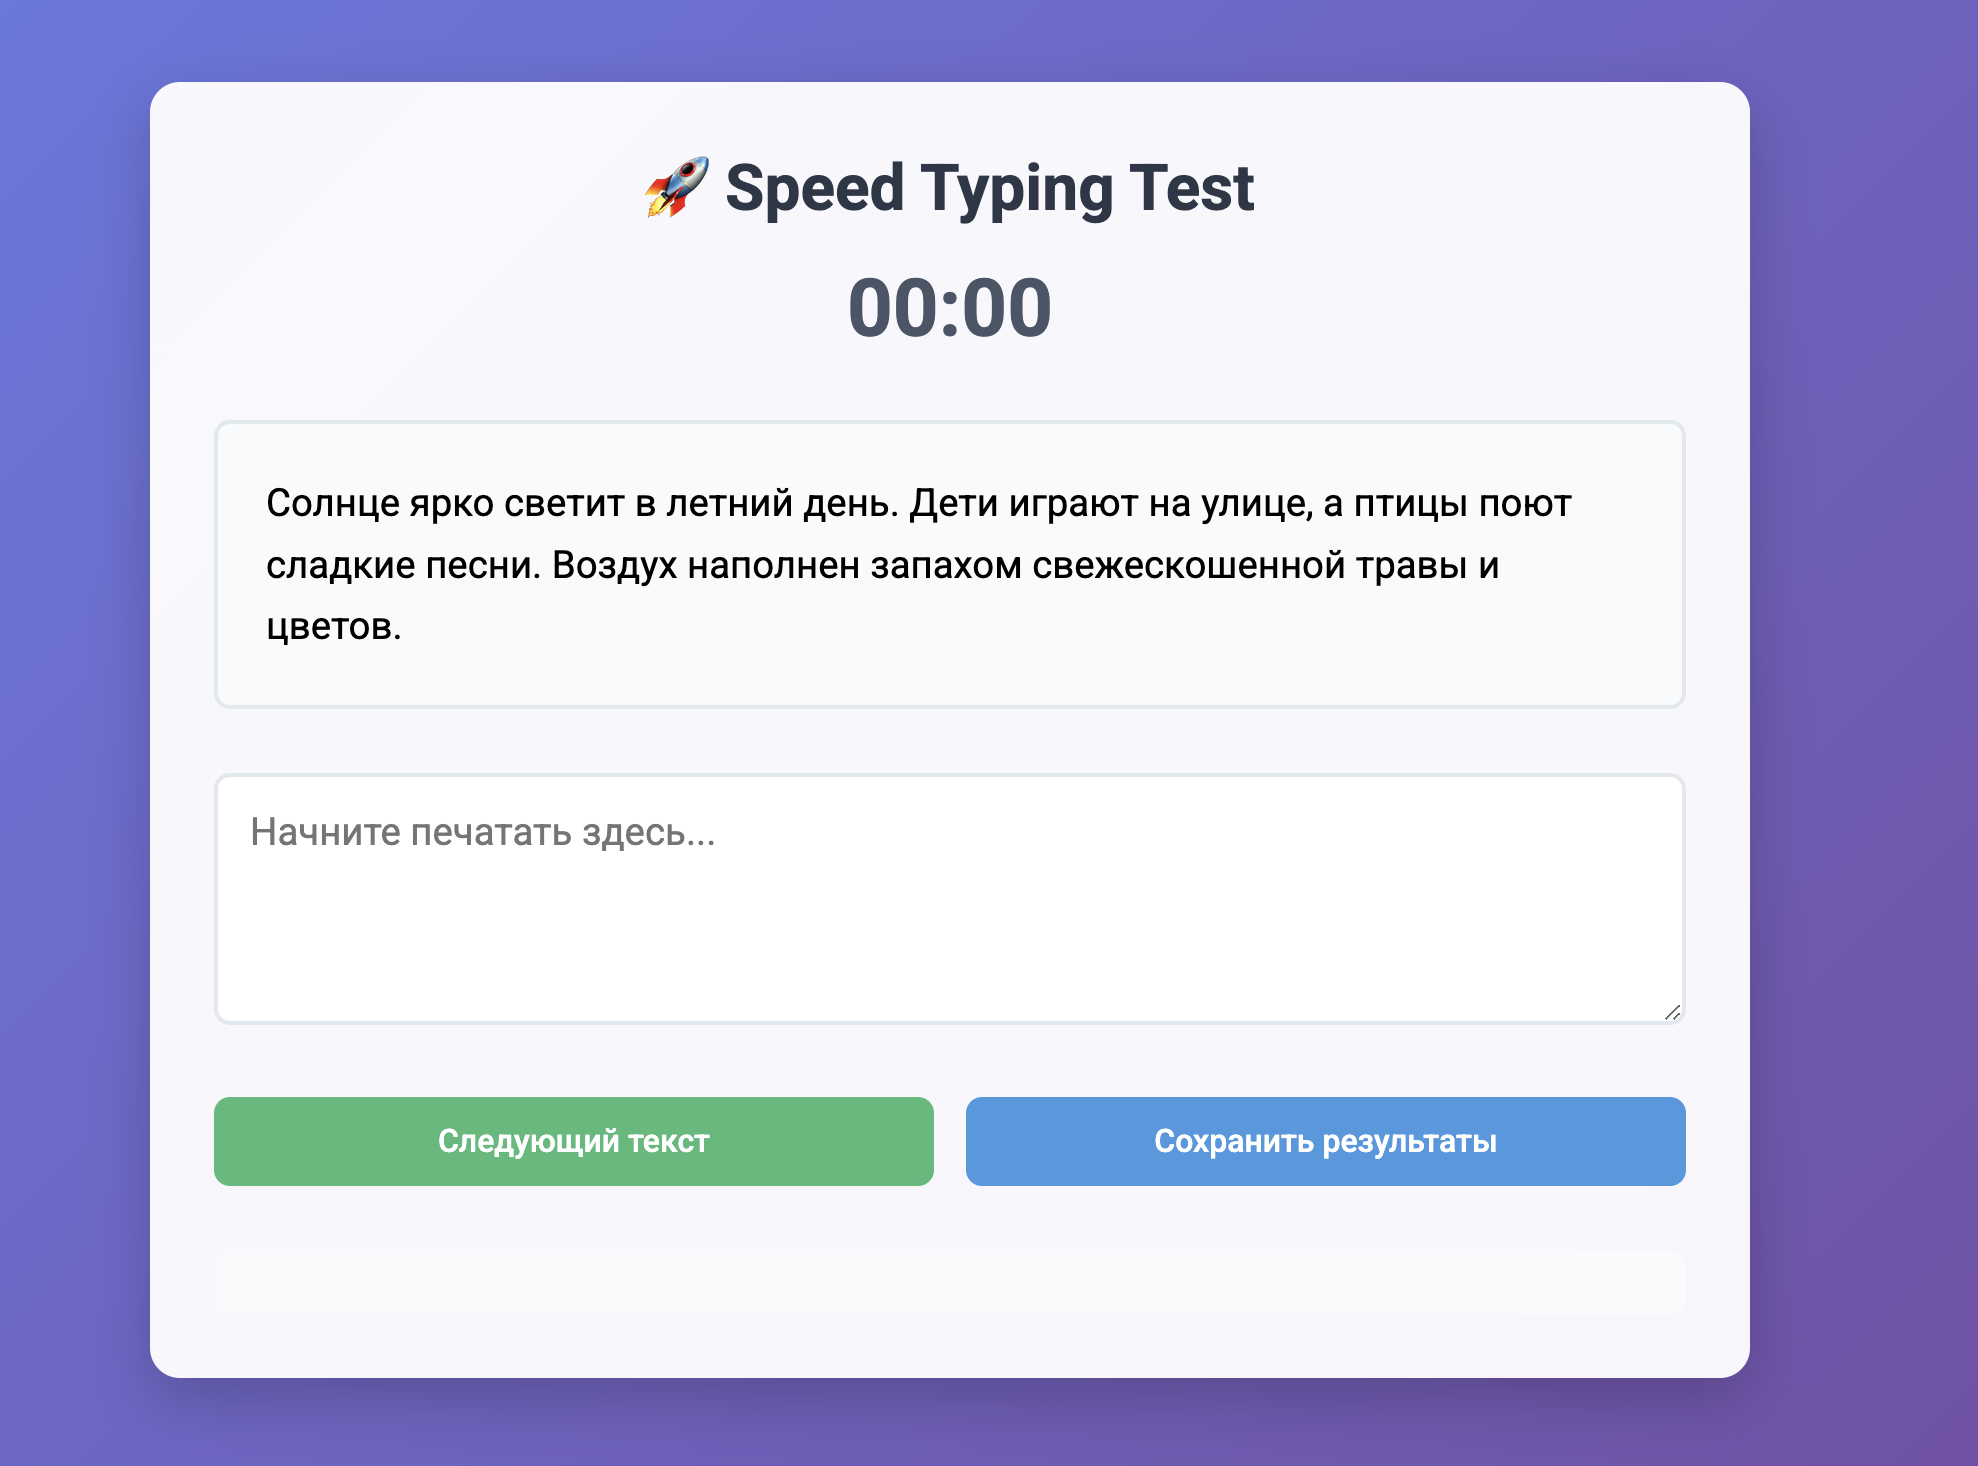 🚀 Speed Typing Test
00:00
Солнце ярко светит в летний день. Дети играют на улице, а птицы поют
сладкие песни. Воздух наполнен запахом свежескошенной травы и
цветов.
Начните печатать здесь...
Следующий текст
Сохранить результаты